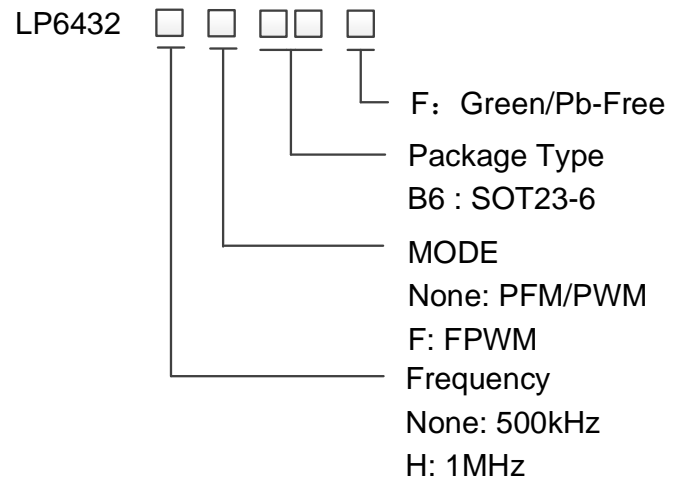 LP6432 □ □ □□ □
F：Green/Pb-Free
Package Type
B6 : SOT23-6
MODE
None: PFM/PWM
F: FPWM
Frequency
None: 500kHz
H: 1MHz